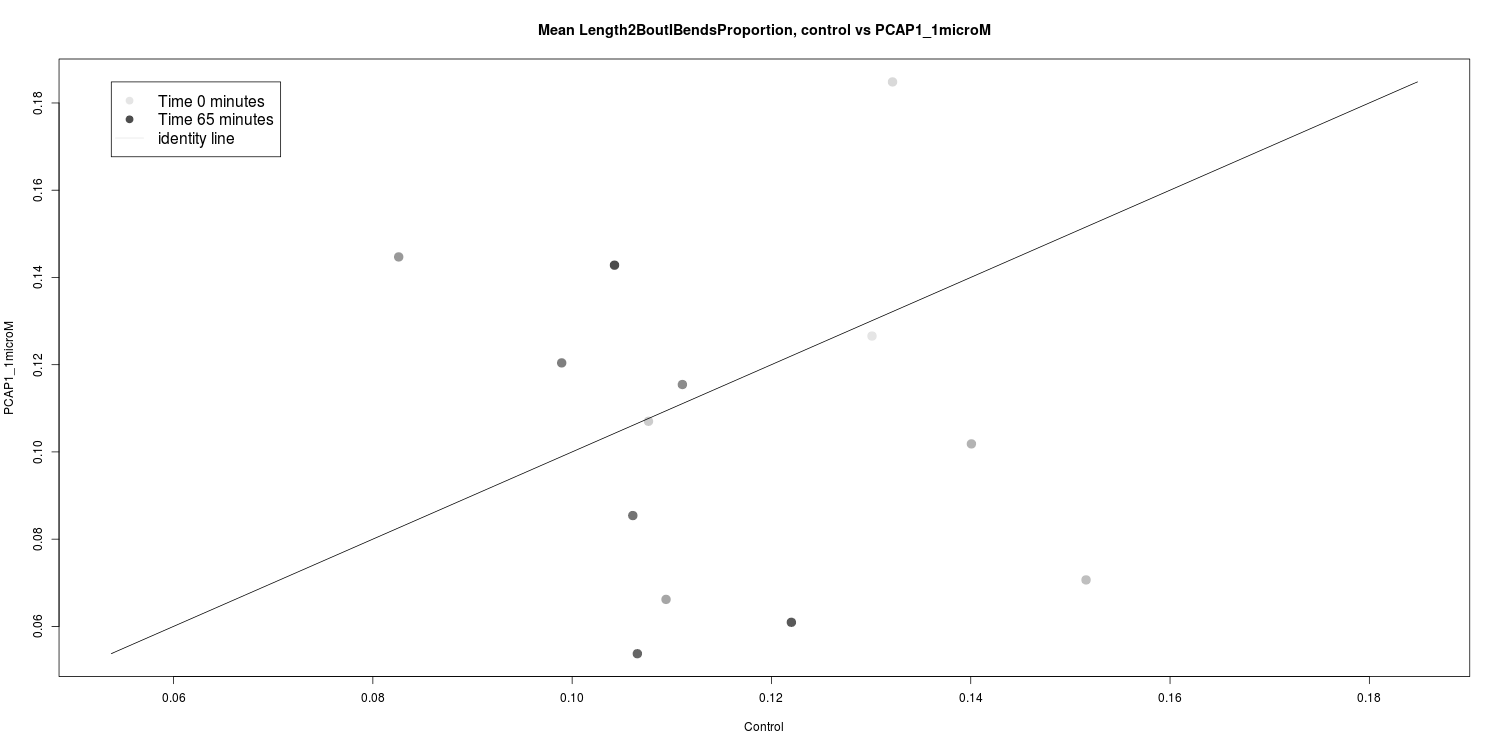 Mean Length2BoutIBendsProportion, control vs PCAP1_1microM
Time 0 minutes
Time 65 minutes
identity line
PCAP1_1microM
0.18
0.16
0.14
0.12
0.10
0.08
0.06
0.06 0.08 0.10 0.12 0.14 0.16 0.18
Control